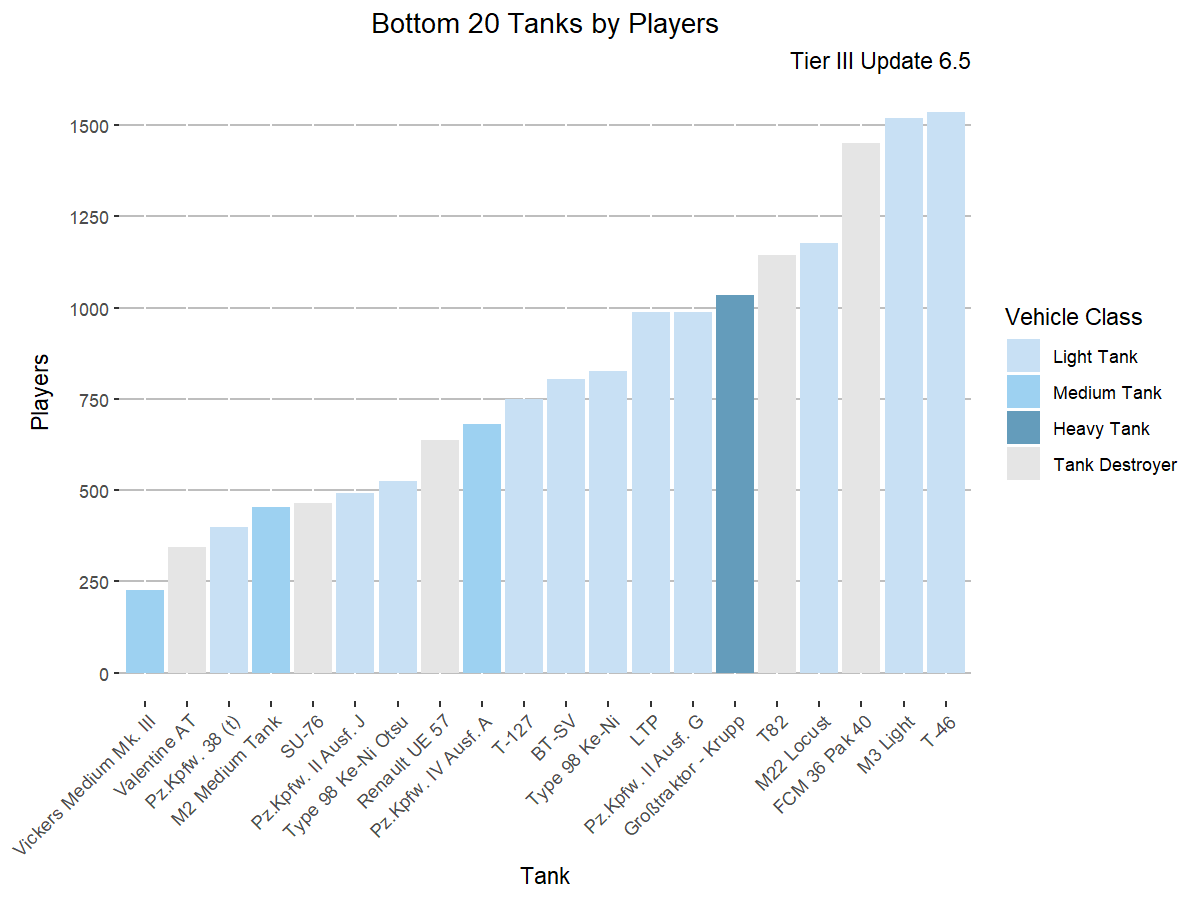 Bottom 20 Tanks by Players
Tier III Update 6.5
Players
1500
1250
1000
750
500
250
0
Vickers Medium Mk. III
Valentine AT
Pz.Kpfw. 38 (t)
M2 Medium Tank
SU-76
Pz.Kpfw. II Ausf. J
Type 98 Ke-Ni Otsu
Renault UE 57
Pz.Kpfw. IV Ausf. A
T-127
BT-SV
Type 98 Ke-Ni
LTP
Pz.Kpfw. II Ausf. G
Großtraktor - Krupp
T82
M22 Locust
FCM 36 Pak 40
M3 Light
T-46
Tank
Vehicle Class
Light Tank
Medium Tank
Heavy Tank
Tank Destroyer